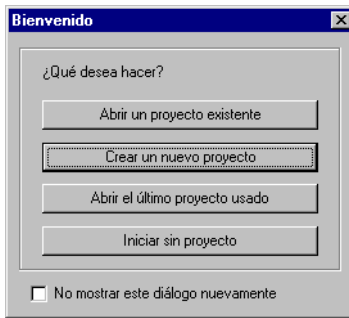 Bienvenido
¿Qué desea hacer?
Abrir un proyecto existente
Crear un nuevo proyecto
Abrir el último proyecto usado
Iniciar sin proyecto
No mostrar este diálogo nuevamente